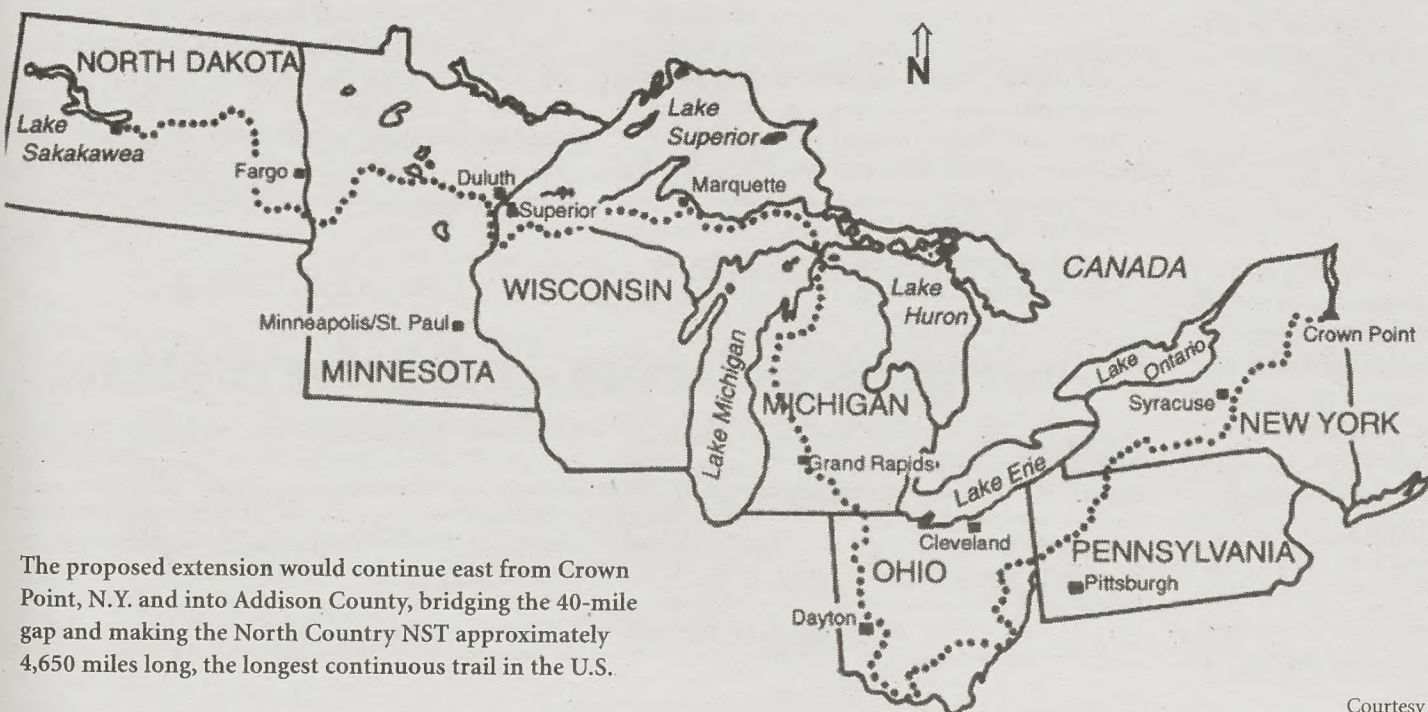 N
NORTH DAKOTA
Lake
Sakakawea
Fargo
Duluth
Superior
Lake
Superior
Marquette
WISCONSIN
Minneapolis/St. Paul
MINNESOTA
Lake Michigan
MICHIGAN
Lake
Huron
CANADA
Grand Rapids
Lake Erie
Lake
Ontario
Crown Point
Syracuse
NEW YORK
Cleveland
OHIO
PENNSYLVANIA
Pittsburgh
Dayton
The proposed extension would continue east from Crown
Point, N.Y. and into Addison County, bridging the 40-mile
gap and making the North Country NST approximately
4,650 miles long, the longest continuous trail in the U.S.
Courtesy